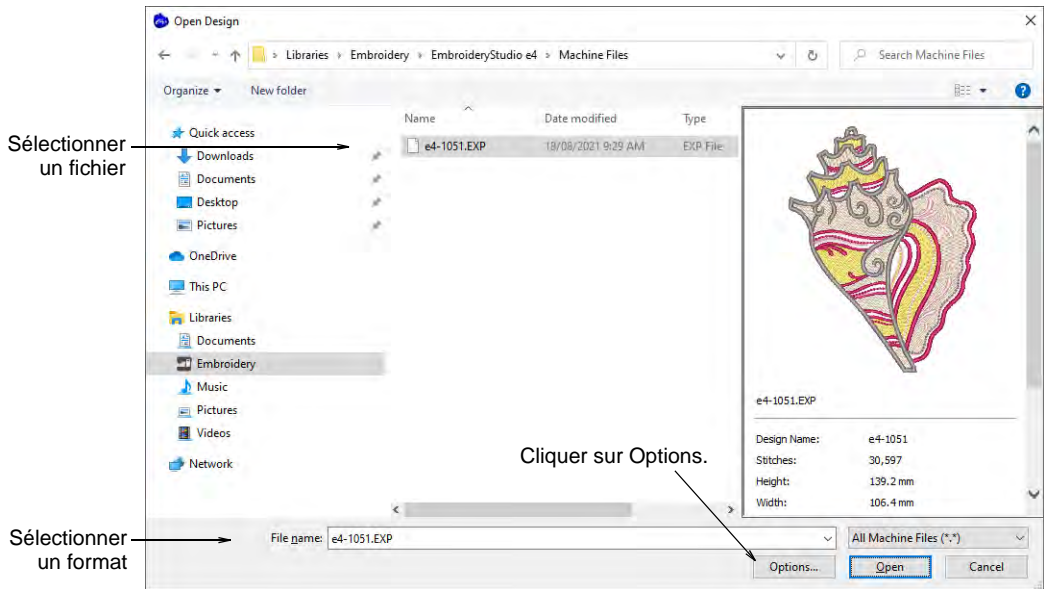 Open Design
Libraries > Embroidery > EmbroideryStudio e4 > Machine Files
Search Machine Files
Organize
New folder
Sélectionner
un fichier
Quick access
Downloads
Documents
Desktop
Pictures
OneDrive
This PC
Libraries
Documents
Embroidery
Music
Pictures
Videos
Network
Name Date modified Type
e4-1051.EXP 18/08/2021 9:29 AM EXP File
e4-1051.EXP
Design Name: e4-1051
Stitches: 30,597
Height: 139.2 mm
Width: 106.4 mm
Cliquer sur Options.
Sélectionner
un format
File name: e4-1051.EXP
All Machine Files (*.*)
Options... Open Cancel